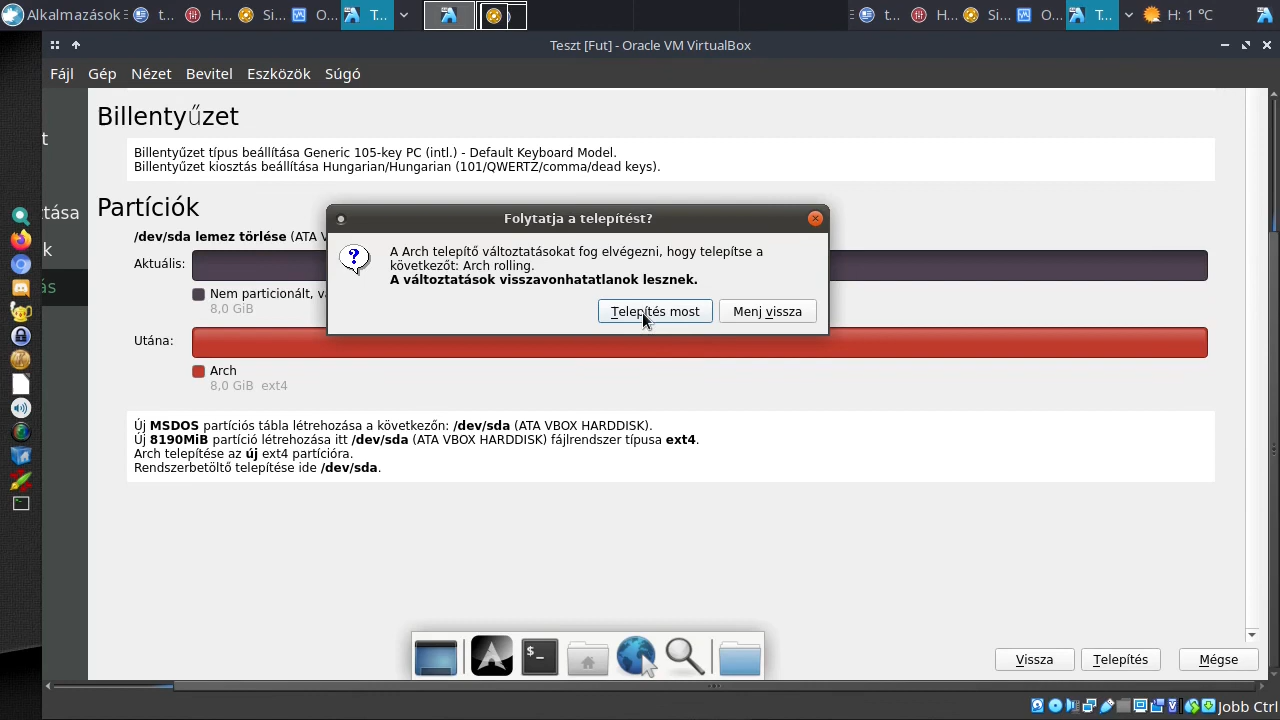 Alkalmazások
t...
H...
Si...
O...
T...
t...
H...
Si...
O...
T...
H: 1 °C
Teszt [Fut] - Oracle VM VirtualBox
Fájl Gép Nézet Bevitel Eszközök Súgó
Billentyűzet
Billentyűzet típus beállítása Generic 105-key PC (intl.) - Default Keyboard Model.
Billentyűzet kiosztás beállítása Hungarian/Hungarian (101/QWERTZ/comma/dead keys).
Partíciók
/dev/sda lemez törlése (ATA V
Aktuális:
Nem particionált, v
8,0 GiB
Folytatja a telepítést?
A Arch telepítő változtatásokat fog elvégezni, hogy telepítse a
következőt: Arch rolling.
A változtatások visszavonhatatlanok lesznek.
Telepítés most
Menj vissza
Utána:
Arch
8,0 GiB ext4
Új MSDOS partíciós tábla létrehozása a következőn: /dev/sda (ATA VBOX HARDDISK).
Új 8190MiB partíció létrehozása itt /dev/sda (ATA VBOX HARDDISK) fájlrendszer típusa ext4.
Arch telepítése az új ext4 partícióra.
Rendszerbetöltő telepítése ide /dev/sda.
Vissza
Telepítés
Mégse
Jobb Ctrl